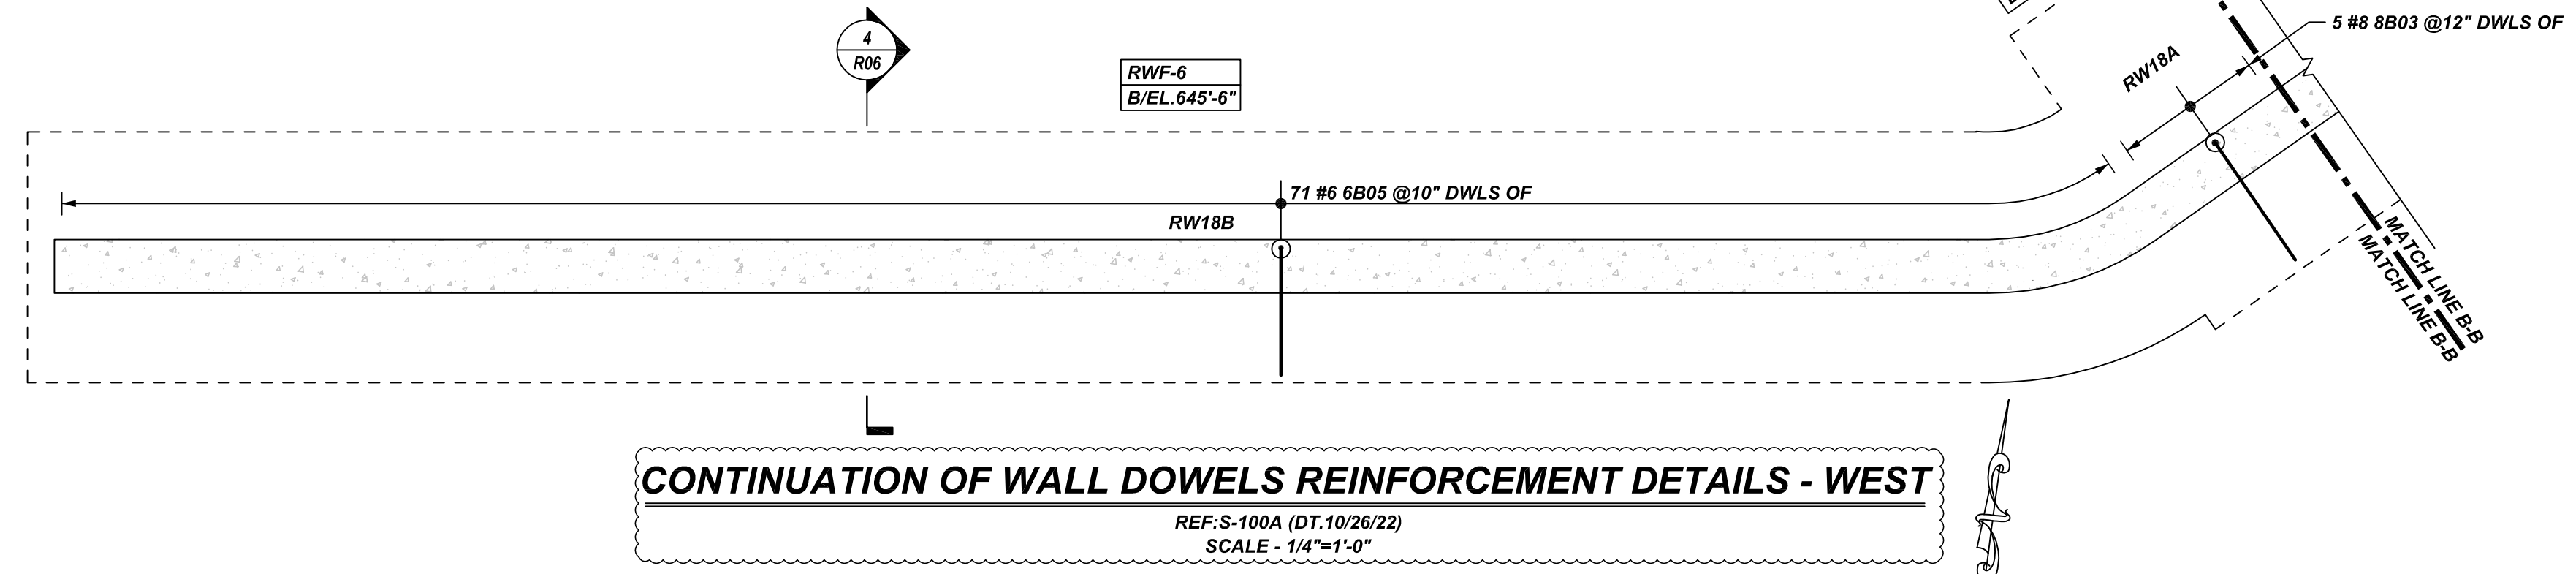 4
R06
RWF-6
B/EL.645'-6"
5 #8 8B03 @12" DWLS OF
RW18A
71 #6 6B05 @10" DWLS OF
RW18B
MATCH LINE B-B
MATCH LINE B-B
CONTINUATION OF WALL DOWELS REINFORCEMENT DETAILS - WEST
REF:S-100A (DT.10/26/22)
SCALE - 1/4"=1'-0"